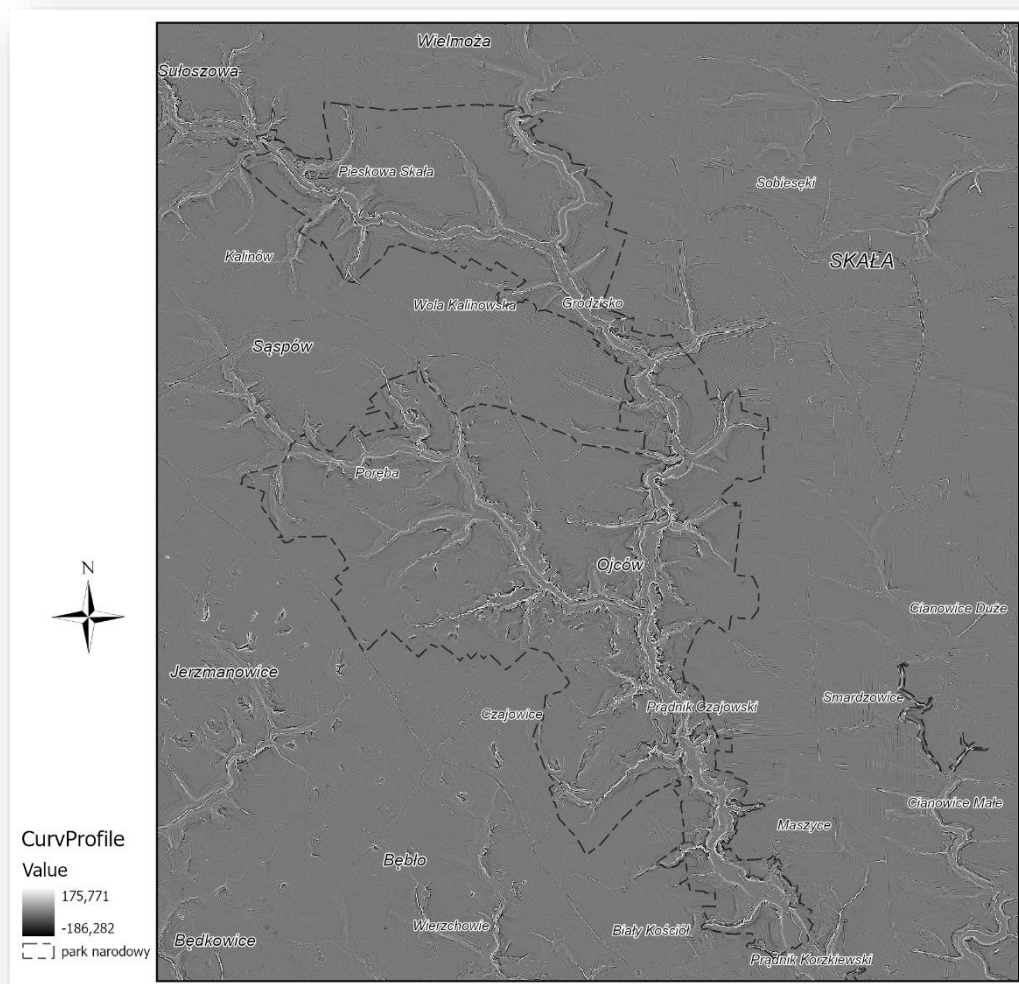 Wielmoża
Sułoszowa
Pieskowa Skała
Sobiesęki
Kalinów
SKAŁA
Wola Kalinowska
Grodzisko
Sąspów
Poręba
Ojców
N
Cianowice Duże
Jerzmanowice
Smardzowice
Czajowice
Prądnik Czajowski
Cianowice Małe
Maszyce
CurvProfile
Value
175,771
-186,282
park narodowy
Bębło
Wierzchowie
Biały Kościół
Będkowice
Prądnik Korzkiewski